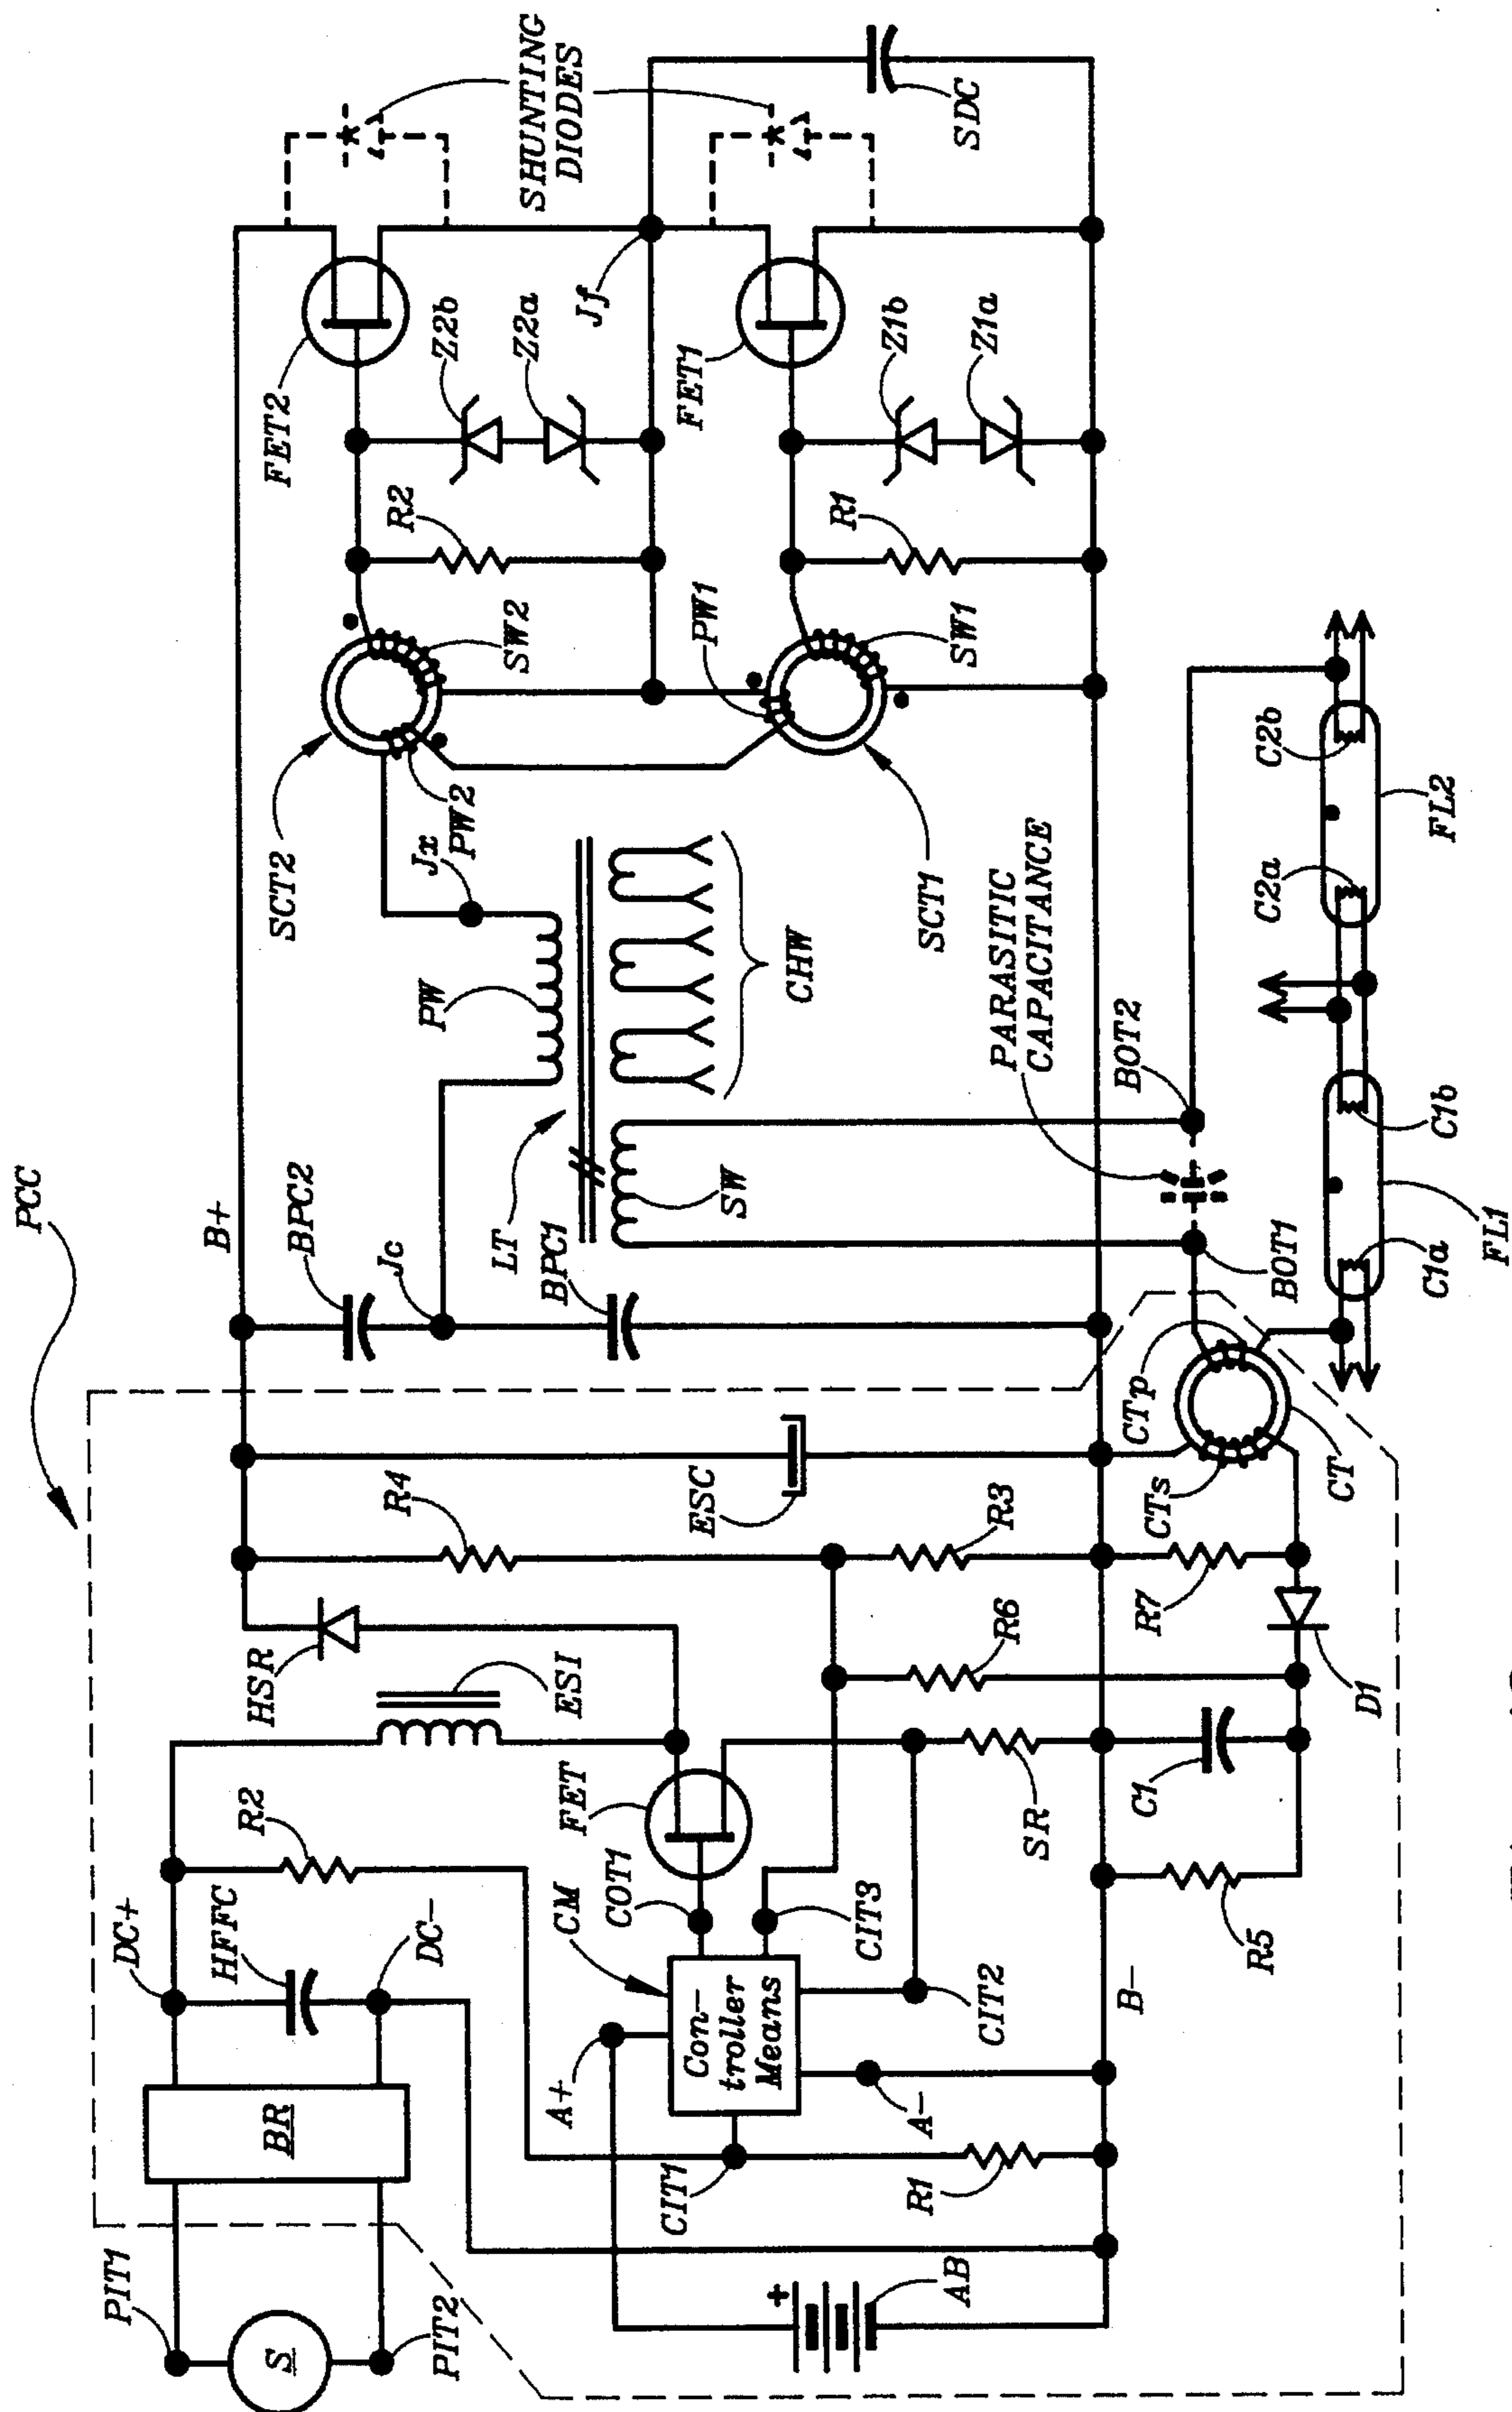 PCC
PIT1
S
PIT2
BR
DC+
HFFC
DC-
R2
HSR
ESI
FET
COT1
CM
Con-
troller
Means
CIT3
CIT2
A+
A-
CIT1
R1
AB
+
SR
R6
R4
R3
ESC
B+
B-
R5
C1
D1
R7
CTs
CTp
CT
BPC2
Jc
BPC1
LT
PW
Jx
SW
CHW
PARASITIC
CAPACITANCE
BOT1
BOT2
FL1
C1a
C1b
C2a
C2b
FL2
SCT2
PW2
SW2
SCT1
PW1
SW1
R2
R1
FET2
Z2b
Z2a
Jf
FET1
Z1b
Z1a
SHUNTING
DIODES
SDC